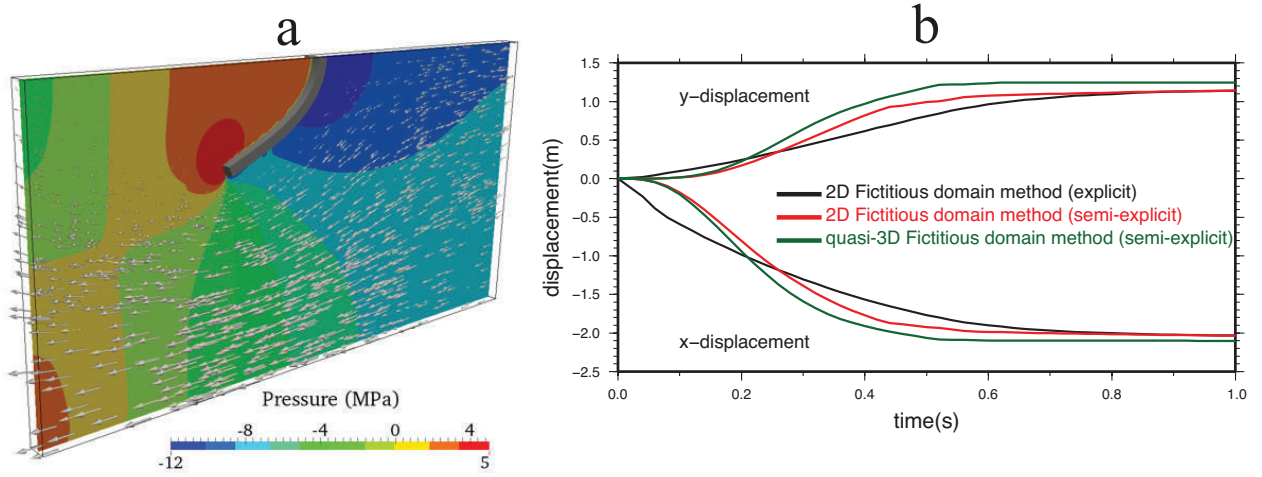 a
Pressure (MPa)
-8 -4 0 4
-12 5
b
1.5
1.0
0.5
0.0
−0.5
−1.0
−1.5
−2.0
−2.5
displacement(m)
y−displacement
2D Fictitious domain method (explicit)
2D Fictitious domain method (semi-explicit)
quasi-3D Fictitious domain method (semi-explicit)
x−displacement
0.0 0.2 0.4 0.6 0.8 1.0
time(s)